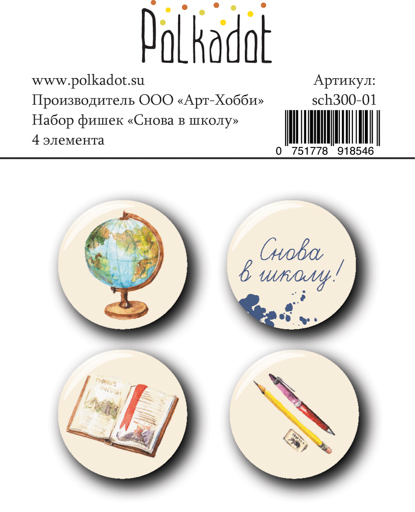 Polkadot
www.polkadot.su
Производитель ООО «Арт-Хобби»
Набор фишек «Снова в школу»
4 элемента
Артикул:
sch300-01
0 751778 918546
Снова
в школу!